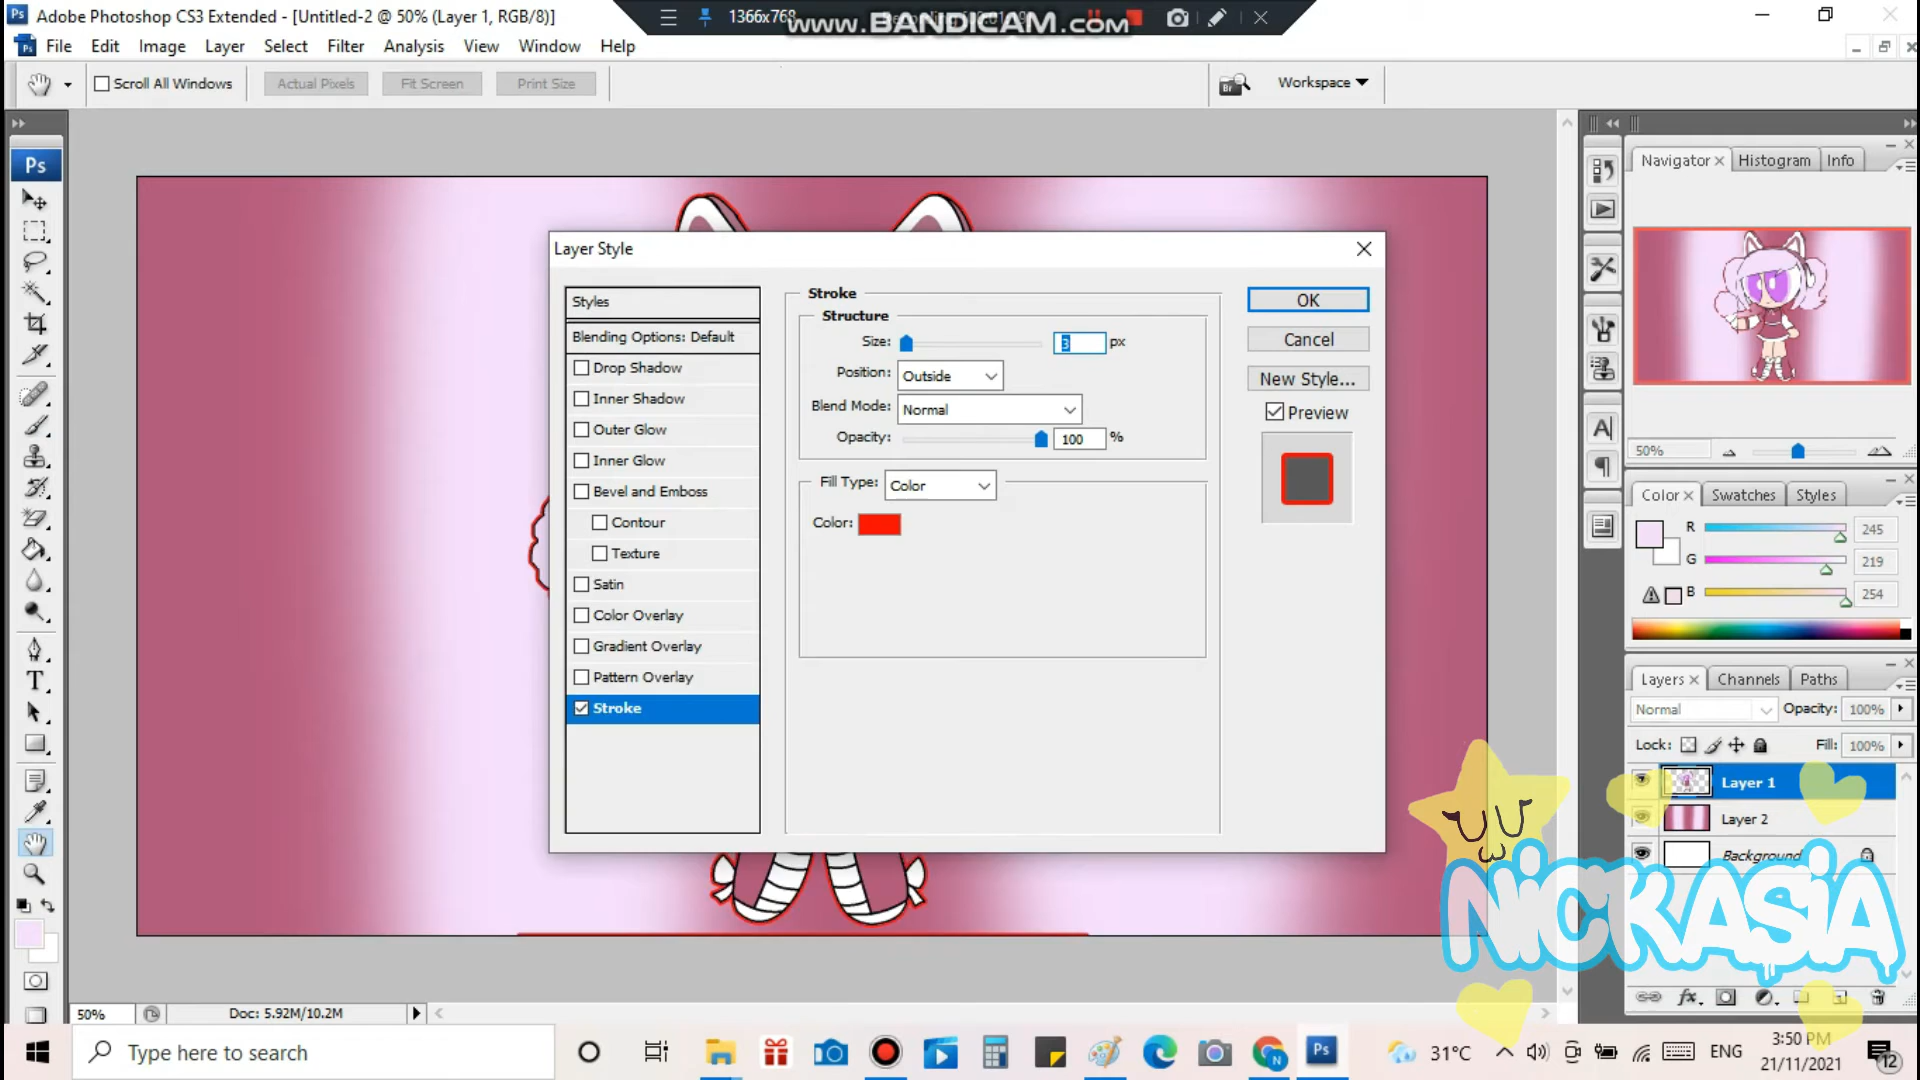 Adobe Photoshop CS3 Extended - [Untitled-2 @ 50% (Layer 1, RGB/8)]
1366x768
www.BANDICAM.com
File Edit Image Layer Select Filter Analysis View Window Help
Scroll All Windows Actual Pixels Fit Screen Print Size
Br Workspace
Ps
Navigator Histogram Info
50%
Layer Style
Styles
Blending Options: Default
Drop Shadow
Inner Shadow
Outer Glow
Inner Glow
Bevel and Emboss
Contour
Texture
Satin
Color Overlay
Gradient Overlay
Pattern Overlay
Stroke
Stroke
Structure
Size: 3 px
Position: Outside
Blend Mode: Normal
Opacity: 100 %
Fill Type: Color
Color:
OK
Cancel
New Style...
Preview
Color Swatches Styles
R 245
G 219
B 254
Layers Channels Paths
Normal Opacity: 100%
Lock: Fill: 100%
Layer 1
Layer 2
Background
NiCKASiA
50% Doc: 5.92M/10.2M
Type here to search
Ps
31°C
ENG
3:50 PM
21/11/2021
12